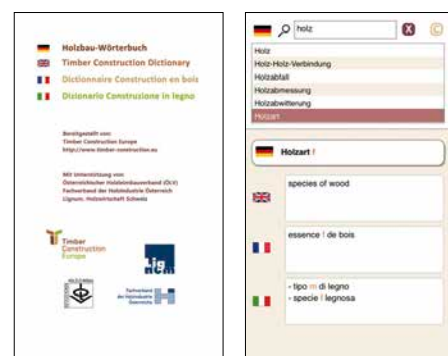 Holzbau-Wörterbuch
Timber Construction Dictionary
Dictionnaire Construction en bois
Dizionario Costruzione in legno
Bereitgestellt von:
Timber Construction Europe
http://www.timber-construction.eu
Mit Unterstützung von:
Österreichischer Holzleimbauverband (ÖLV)
Fachverband der Holzindustrie Österreich
Lignum, Holzwirtschaft Schweiz
Timber
Construction
Europe
Lig
num
Fachverband
der Holzindustrie
Österreichs
holz
X
©
Holz
Holz-Holz-Verbindung
Holzabfall
Holzabmessung
Holzabwitterung
Holzart
Holzart f
species of wood
essence f de bois
- tipo m di legno
- specie f legnosa